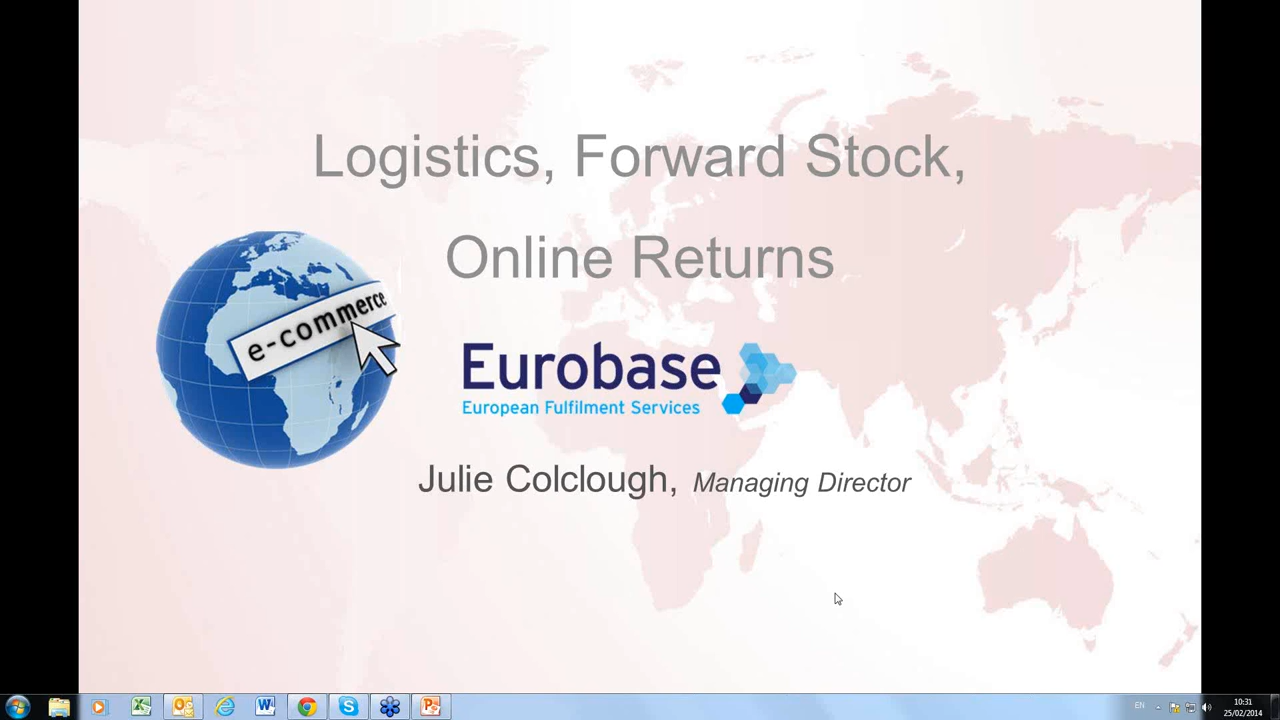 Logistics, Forward Stock,
Online Returns
e-commerce
Eurobase
European Fulfilment Services
Julie Colclough, Managing Director
EN
10:31
25/02/2014